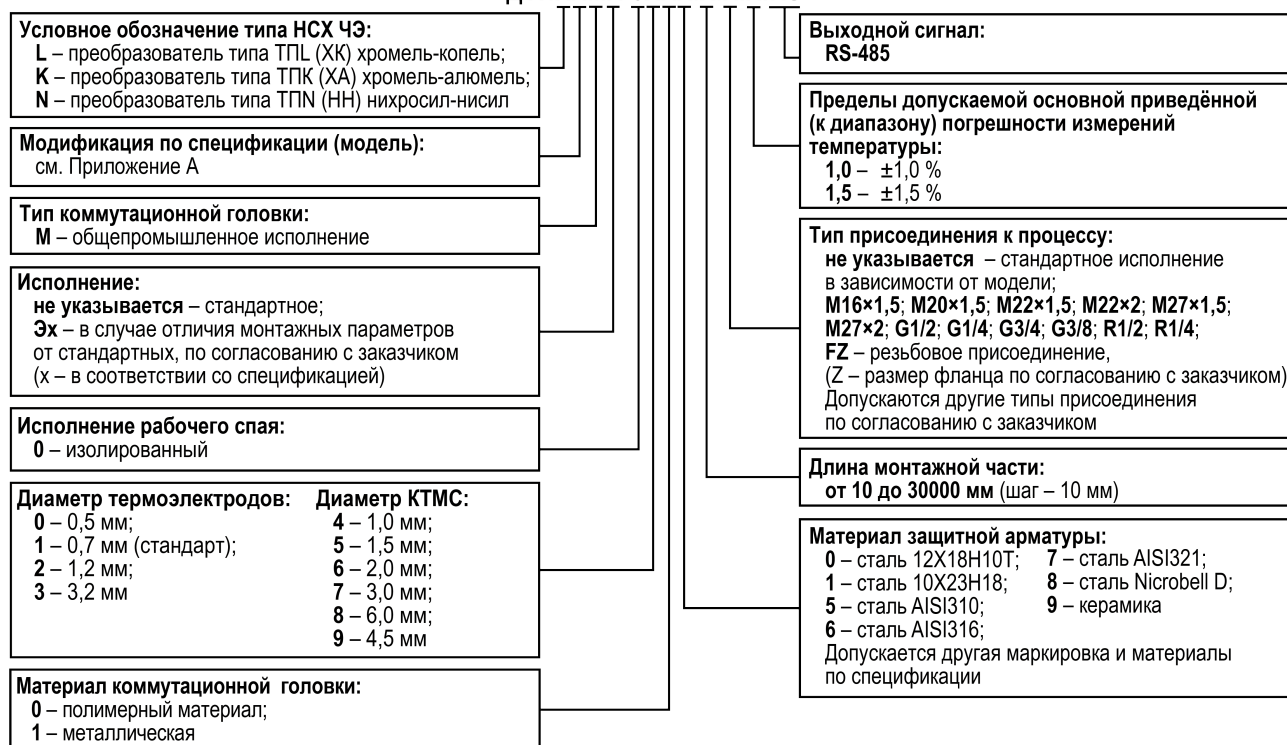 Условное обозначение типа НСХ ЧЭ:
L – преобразователь типа ТПL (ХК) хромель-копель;
K – преобразователь типа ТПК (ХА) хромель-алюмель;
N – преобразователь типа ТПN (НН) нихросил-нисил
Модификация по спецификации (модель):
см. Приложение А
Тип коммутационной головки:
М – общепромышленное исполнение
Исполнение:
не указывается – стандартное;
Эх – в случае отличия монтажных параметров
от стандартных, по согласованию с заказчиком
(х – в соответствии со спецификацией)
Исполнение рабочего спая:
0 – изолированный
Диаметр термоэлектродов:
0 – 0,5 мм;
1 – 0,7 мм (стандарт);
2 – 1,2 мм;
3 – 3,2 мм
Диаметр КТМС:
4 – 1,0 мм;
5 – 1,5 мм;
6 – 2,0 мм;
7 – 3,0 мм;
8 – 6,0 мм;
9 – 4,5 мм
Материал коммутационной головки:
0 – полимерный материал;
1 – металлическая
Выходной сигнал:
RS-485
Пределы допускаемой основной приведённой
(к диапазону) погрешности измерений
температуры:
1,0 – ±1,0 %
1,5 – ±1,5 %
Тип присоединения к процессу:
не указывается – стандартное исполнение
в зависимости от модели;
М16×1,5; М20×1,5; М22×1,5; М22×2; М27×1,5;
М27×2; G1/2; G1/4; G3/4; G3/8; R1/2; R1/4;
FZ – резьбовое присоединение,
(Z – размер фланца по согласованию с заказчиком)
Допускаются другие типы присоединения
по согласованию с заказчиком
Длина монтажной части:
от 10 до 30000 мм (шаг – 10 мм)
Материал защитной арматуры:
0 – сталь 12Х18Н10Т; 7 – сталь AISI321;
1 – сталь 10Х23Н18; 8 – сталь Nicrobell D;
5 – сталь AISI310; 9 – керамика
6 – сталь AISI316;
Допускается другая маркировка и материалы
по спецификации